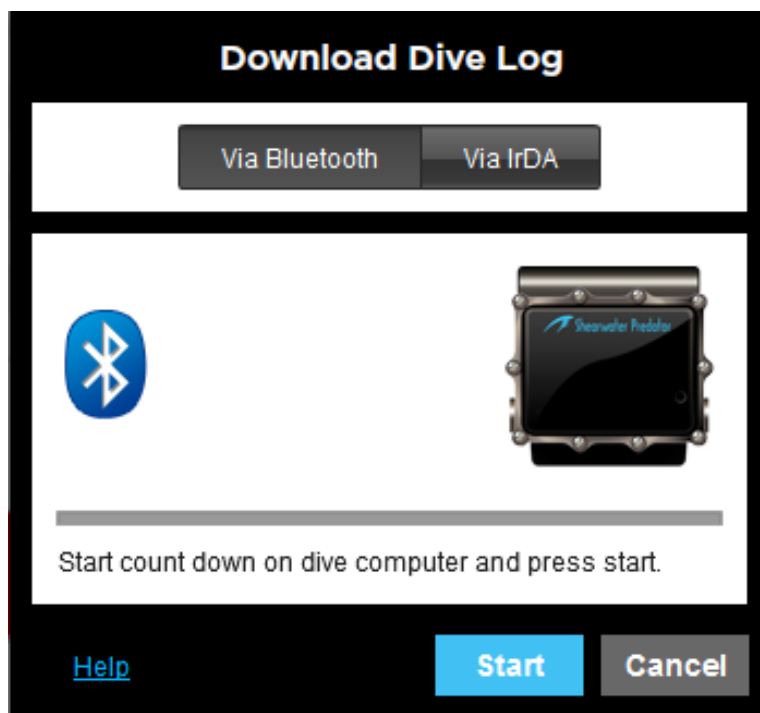 Download Dive Log
Via Bluetooth Via IrDA
Shearwater Predator
Start count down on dive computer and press start.
Help Start Cancel